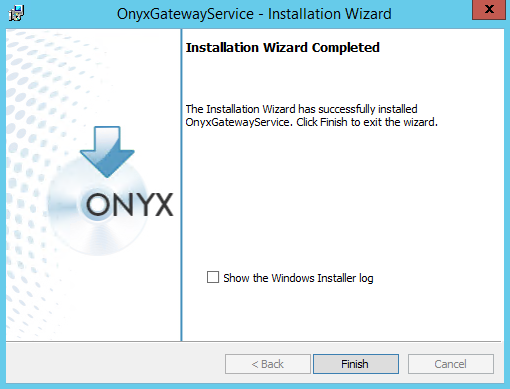 OnyxGatewayService - Installation Wizard
x
Installation Wizard Completed
The Installation Wizard has successfully installed
OnyxGatewayService. Click Finish to exit the wizard.
ONYX
Show the Windows Installer log
< Back
Finish
Cancel